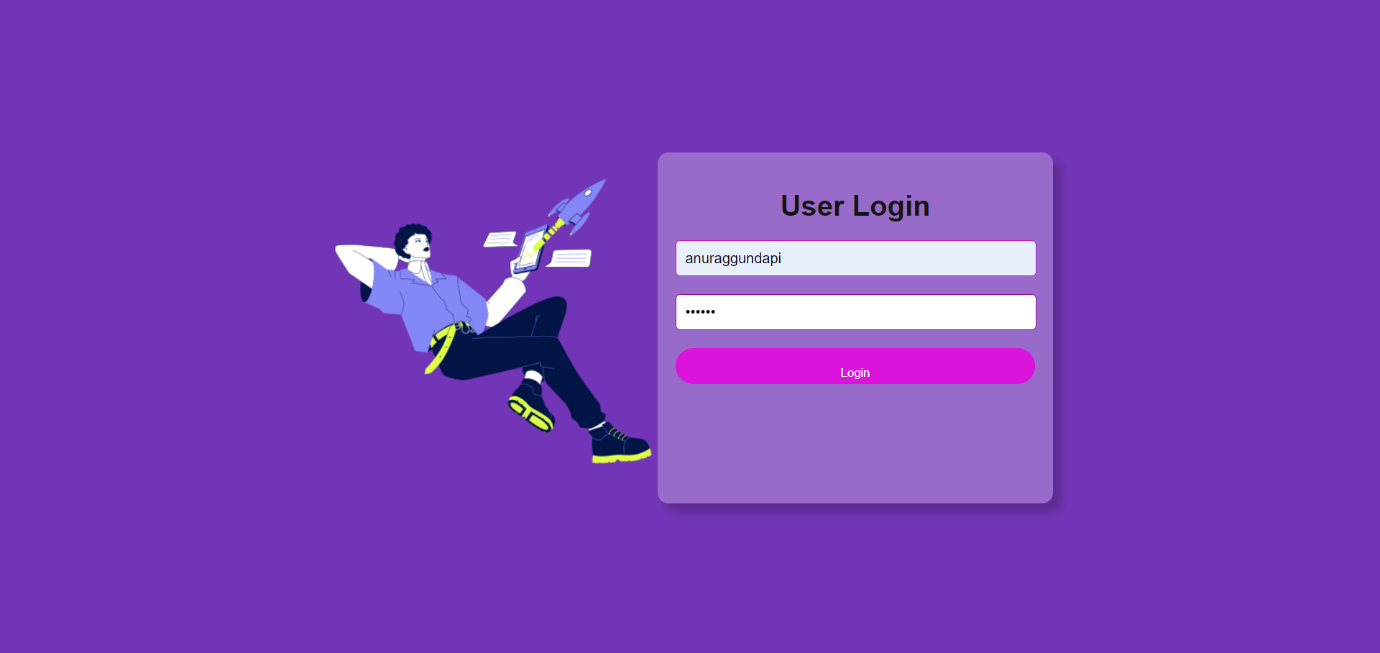 User Login
anuraggundapi
••••••
Login